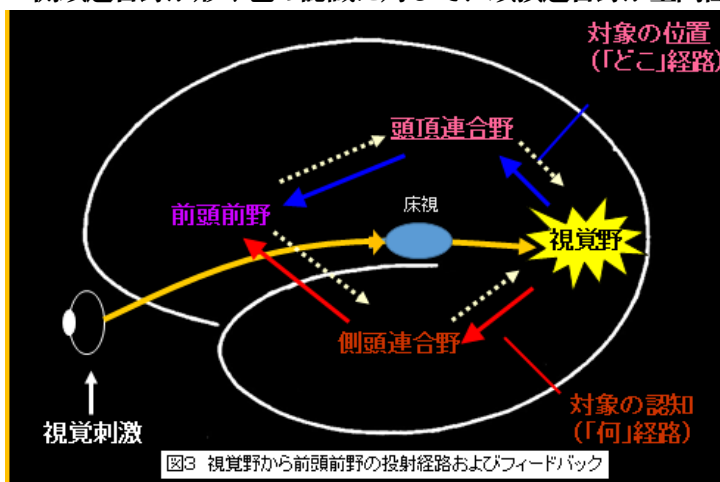 対象の位置
(「どこ」経路)
頭頂連合野
前頭前野
床視
視覚野
側頭連合野
対象の認知
(「何」経路)
視覚刺激
図3 視覚野から前頭前野の投射経路およびフィードバック